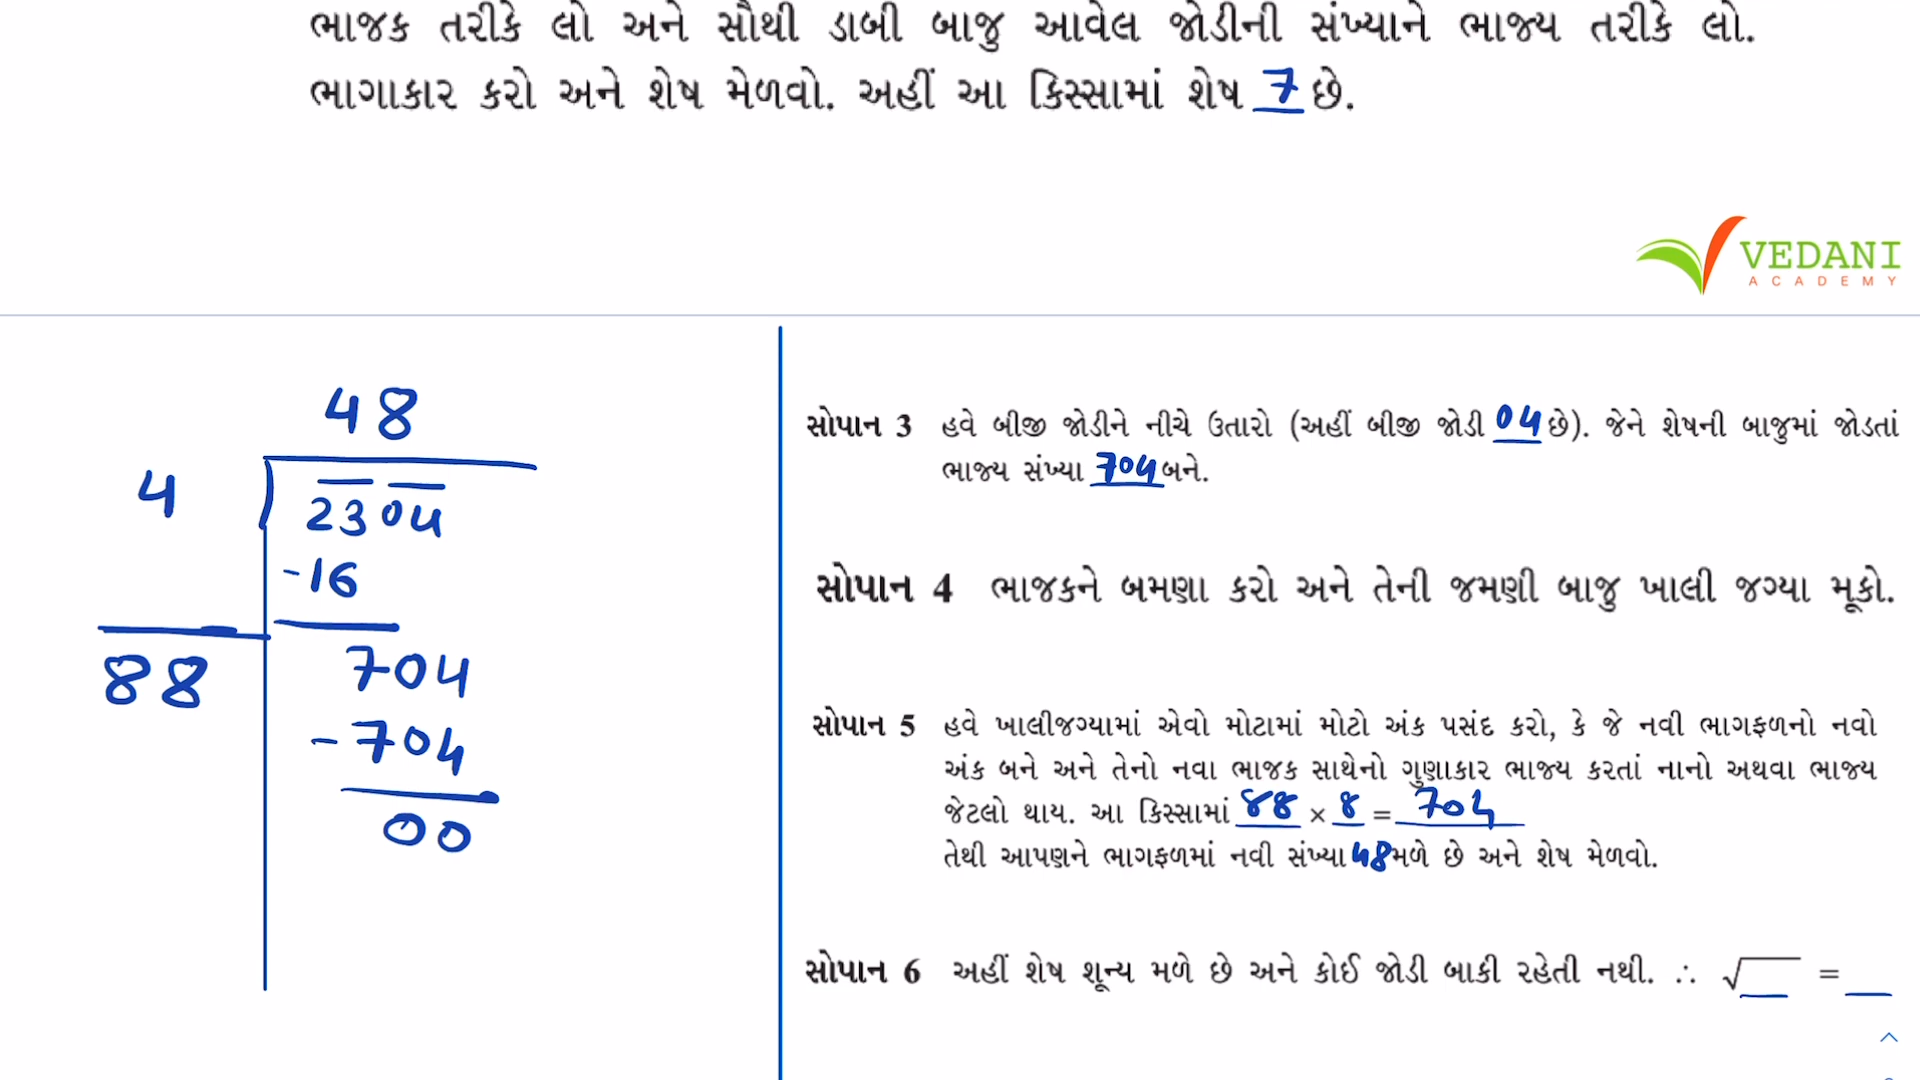 ભાજક તરીકે લો અને સૌથી ડાબી બાજુ આવેલ જોડીની સંખ્યાને ભાજ્ય તરીકે લો.
ભાગાકાર કરો અને શેષ મેળવો. અહીં આ કિસ્સામાં શેષ 7 છે.
VEDANI
ACADEMY
48
4
2304
-16
88
704
-704
00
સોપાન 3 હવે બીજી જોડીને નીચે ઉતારો (અહીં બીજી જોડી 04 છે). જેને શેષની બાજુમાં જોડતાં
ભાજ્ય સંખ્યા 704 બને.
સોપાન 4 ભાજકને બમણા કરો અને તેની જમણી બાજુ ખાલી જગ્યા મૂકો.
સોપાન 5 હવે ખાલીજગ્યામાં એવો મોટામાં મોટો અંક પસંદ કરો, કે જે નવી ભાગફળનો નવો
અંક બને અને તેનો નવા ભાજક સાથેનો ગુણાકાર ભાજ્ય કરતાં નાનો અથવા ભાજ્ય
જેટલો થાય. આ કિસ્સામાં 88 × 8 = 704
તેથી આપણને ભાગફળમાં નવી સંખ્યા 48 મળે છે અને શેષ મેળવો.
સોપાન 6 અહીં શેષ શૂન્ય મળે છે અને કોઈ જોડી બાકી રહેતી નથી. ∴ √__ = __